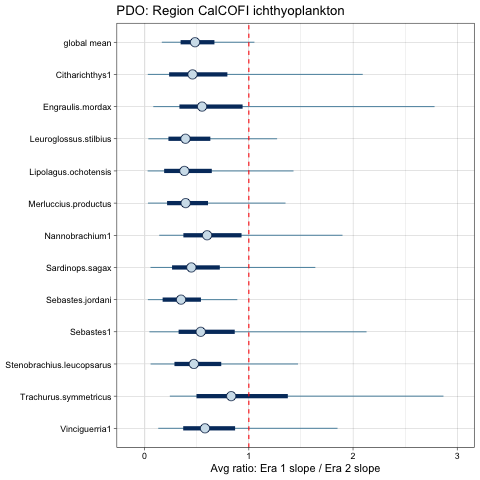 PDO: Region CalCOFI ichthyoplankton
global mean
Citharichthys1
Engraulis.mordax
Leuroglossus.stilbius
Lipolagus.ochotensis
Merluccius.productus
Nannobrachium1
Sardinops.sagax
Sebastes.jordani
Sebastes1
Stenobrachius.leucopsarus
Trachurus.symmetricus
Vinciguerria1
0 1 2 3
Avg ratio: Era 1 slope / Era 2 slope